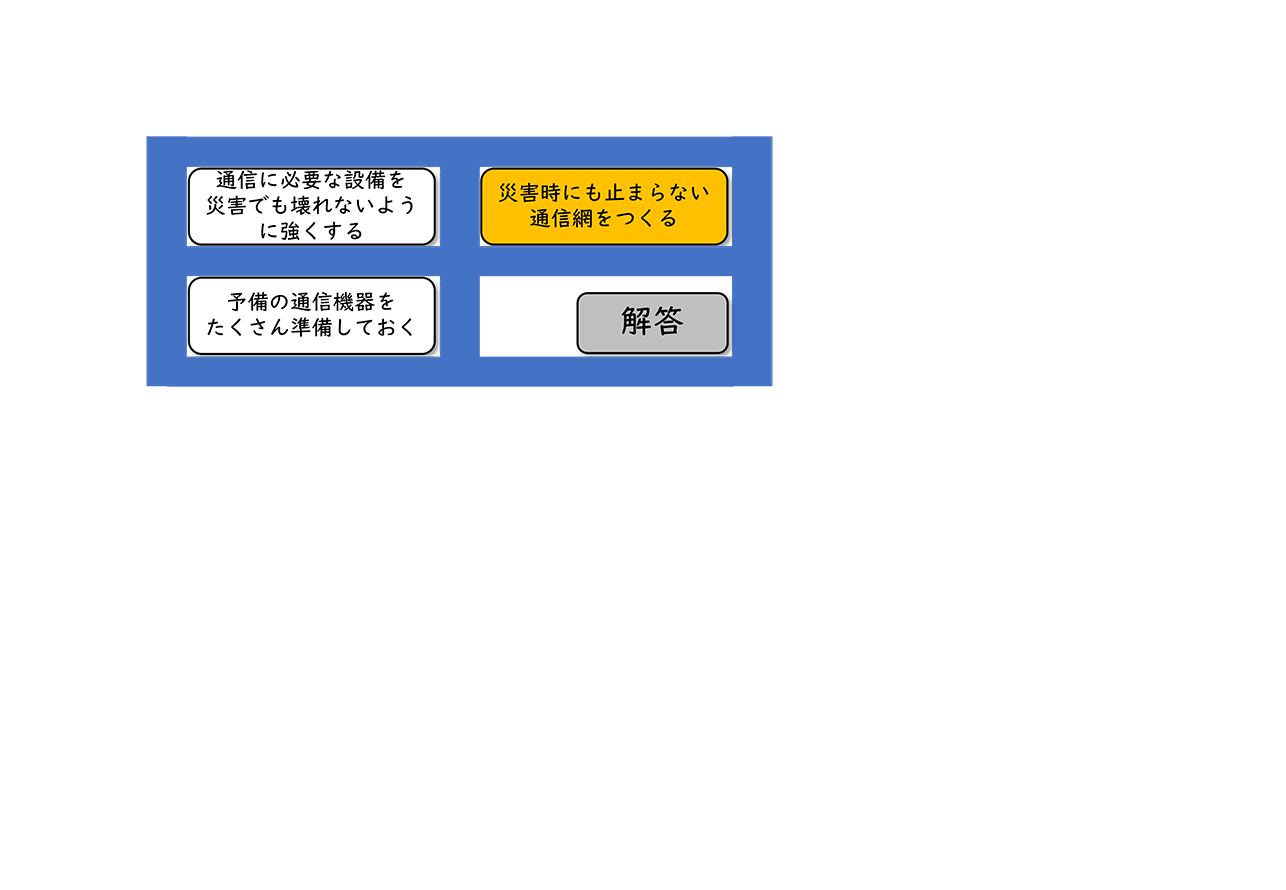 通信に必要な設備を
災害でも壊れないよう
に強くする
災害時にも止まらない
通信網をつくる
予備の通信機器を
たくさん準備しておく
解答